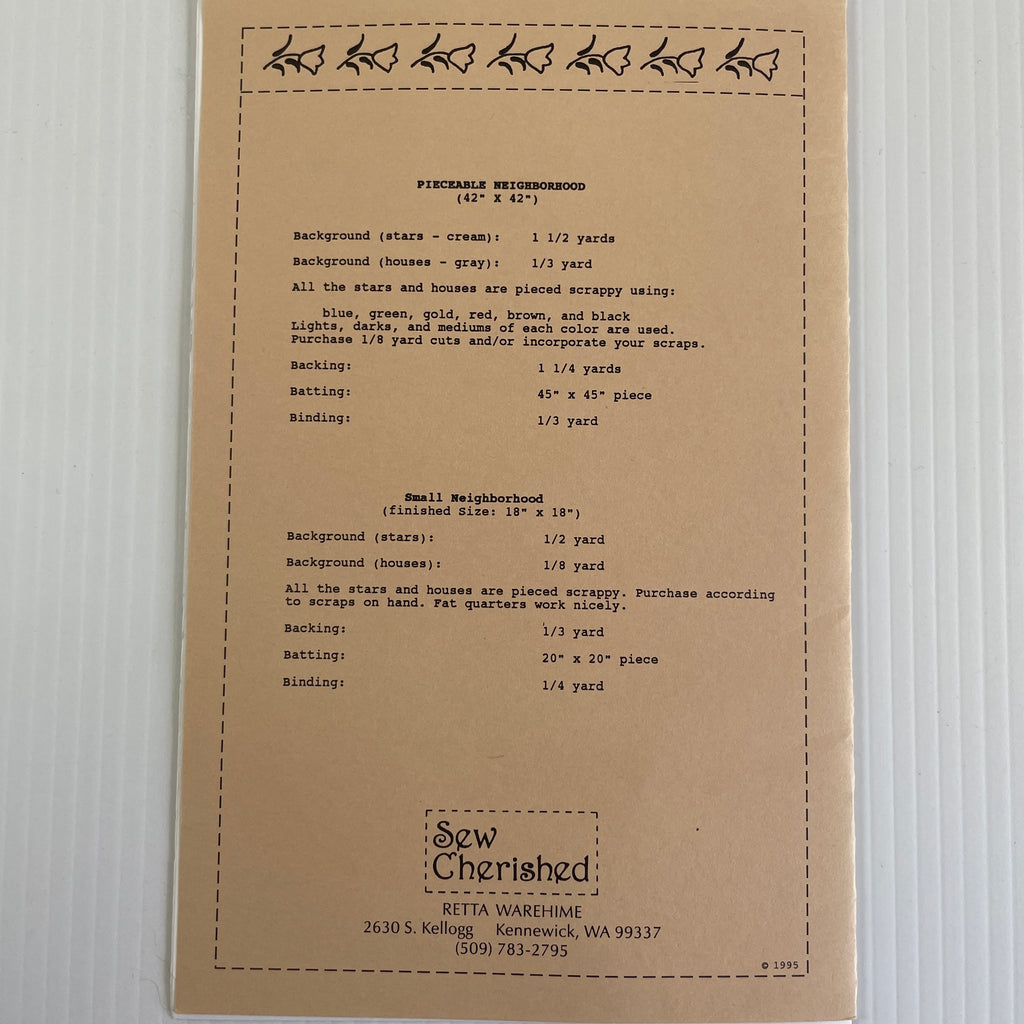 PIECEABLE NEIGHBORHOOD
(42" X 42")
Background (stars - cream): 1 1/2 yards
Background (houses - gray): 1/3 yard
All the stars and houses are pieced scrappy using:
blue, green, gold, red, brown, and black
Lights, darks, and mediums of each color are used.
Purchase 1/8 yard cuts and/or incorporate your scraps.
Backing: 1 1/4 yards
Batting: 45" x 45" piece
Binding: 1/3 yard
Small Neighborhood
(finished Size: 18" x 18")
Background (stars): 1/2 yard
Background (houses): 1/8 yard
All the stars and houses are pieced scrappy. Purchase according
to scraps on hand. Fat quarters work nicely.
Backing: 1/3 yard
Batting: 20" x 20" piece
Binding: 1/4 yard
Sew
Cherished
RETTA WAREHIME
2630 S. Kellogg Kennewick, WA 99337
(509) 783-2795
© 1995